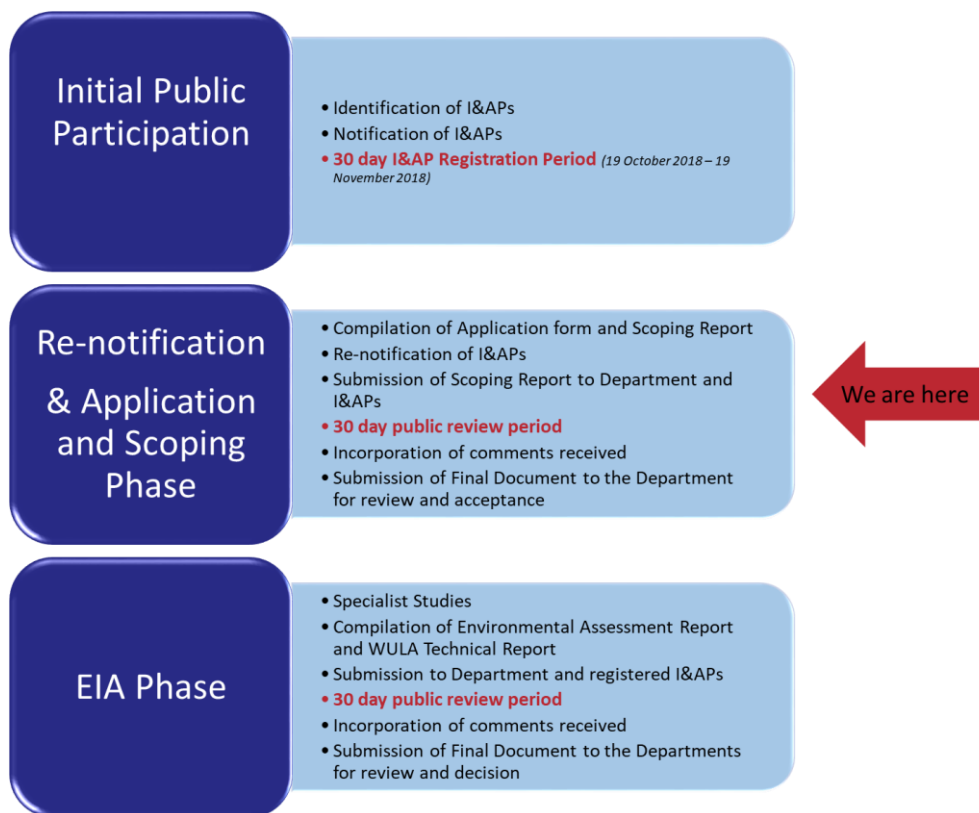 Initial Public
Participation
• Identification of I&APs
• Notification of I&APs
• 30 day I&AP Registration Period (19 October 2018 – 19
November 2018)
Re-notification
& Application
and Scoping
Phase
• Compilation of Application form and Scoping Report
• Re-notification of I&APs
• Submission of Scoping Report to Department and
I&APs
• 30 day public review period
• Incorporation of comments received
• Submission of Final Document to the Department
for review and acceptance
We are here
EIA Phase
• Specialist Studies
• Compilation of Environmental Assessment Report
and WULA Technical Report
• Submission to Department and registered I&APs
• 30 day public review period
• Incorporation of comments received
• Submission of Final Document to the Departments
for review and decision